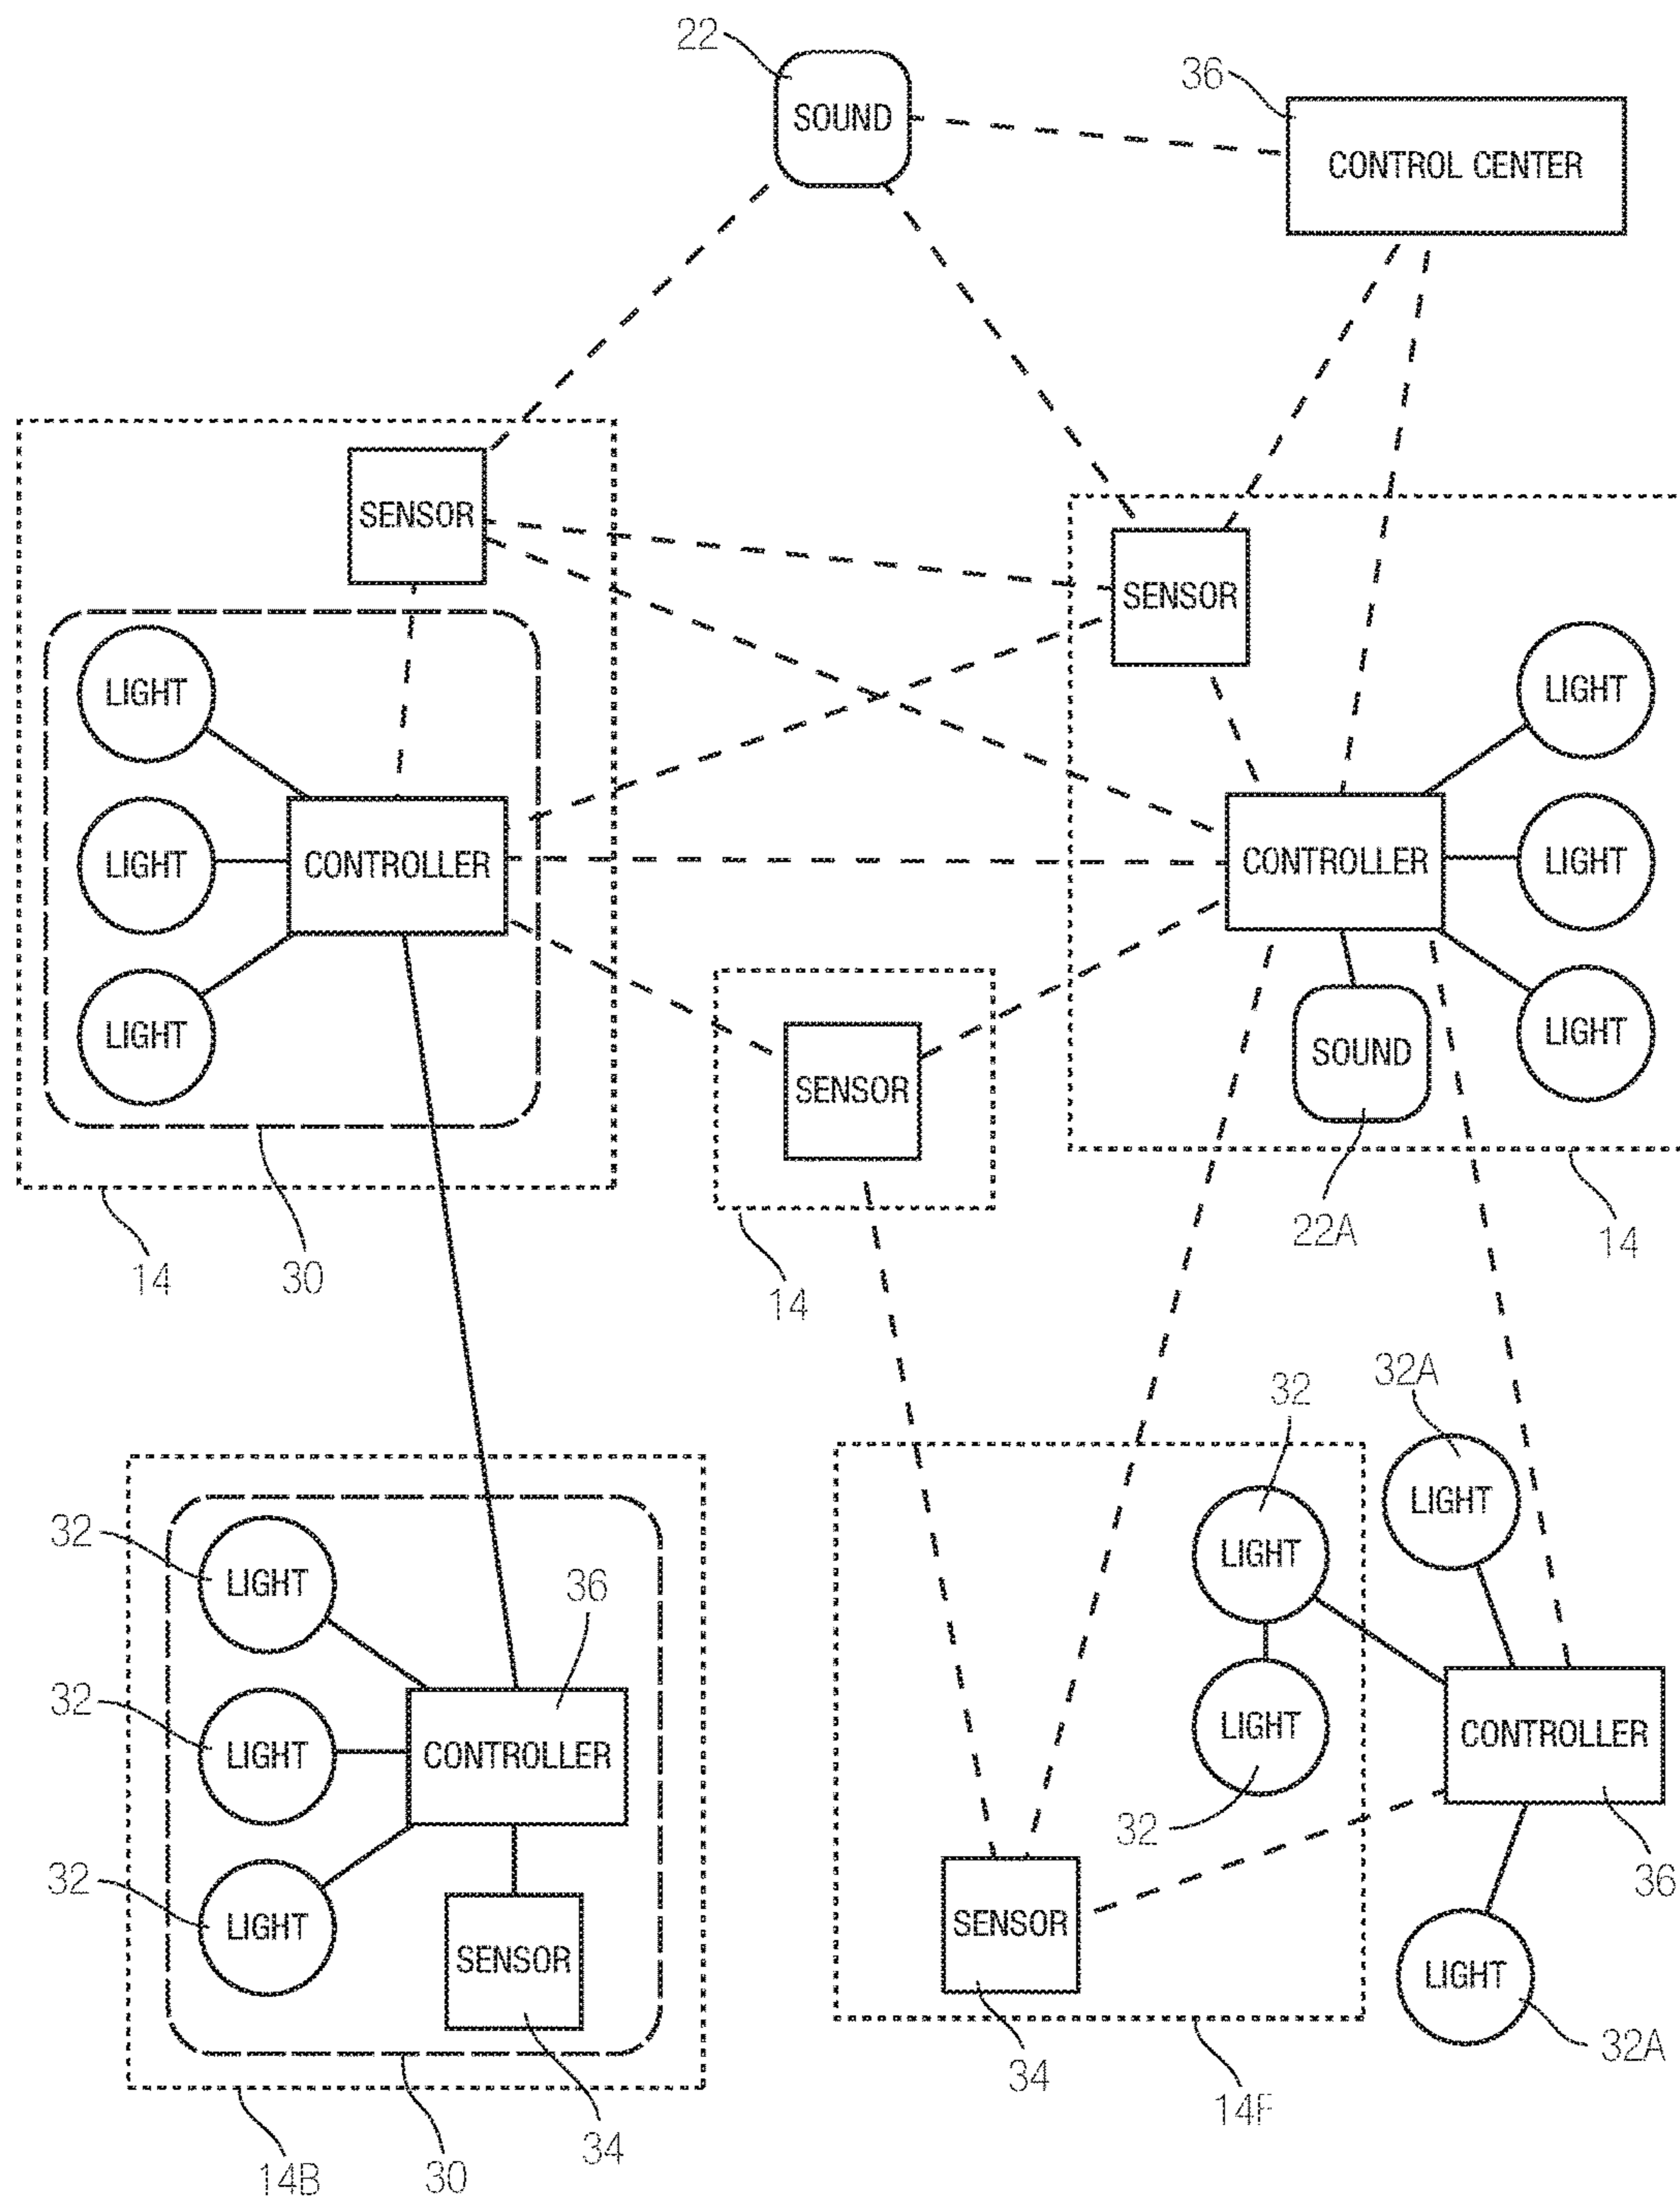 22
SOUND
36
CONTROL CENTER
SENSOR
SENSOR
LIGHT
LIGHT
LIGHT
CONTROLLER
CONTROLLER
LIGHT
LIGHT
LIGHT
SENSOR
SOUND
14
30
14
22A
14
32
32A
LIGHT
LIGHT
32
LIGHT
36
32
LIGHT
CONTROLLER
LIGHT
CONTROLLER
32
32
LIGHT
SENSOR
SENSOR
36
LIGHT
34
32A
14F
14B
30
34